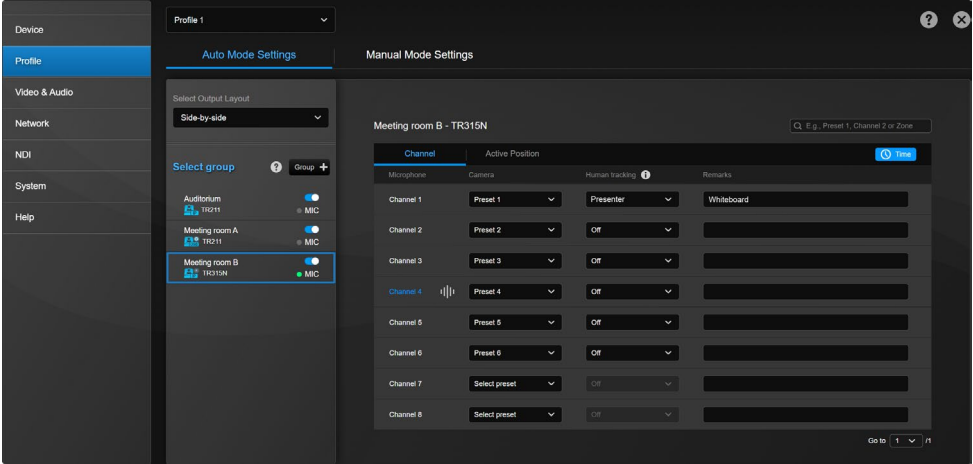 Device
Profile
Video & Audio
Network
NDI
System
Help
Profile 1
?
Auto Mode Settings
Manual Mode Settings
Select Output Layout
Side-by-side
Select group ? Group +
Auditorium
TR211 MIC
Meeting room A
TR211 MIC
Meeting room B
TR315N MIC
Meeting room B - TR315N
E.g., Preset 1, Channel 2 or Zone
Channel Active Position Time
Microphone Camera Human tracking i Remarks
Channel 1 Preset 1 Presenter Whiteboard
Channel 2 Preset 2 Off
Channel 3 Preset 3 Off
Channel 4 Preset 4 Off
Channel 5 Preset 5 Off
Channel 6 Preset 6 Off
Channel 7 Select preset Off
Channel 8 Select preset Off
Go to 1 /1